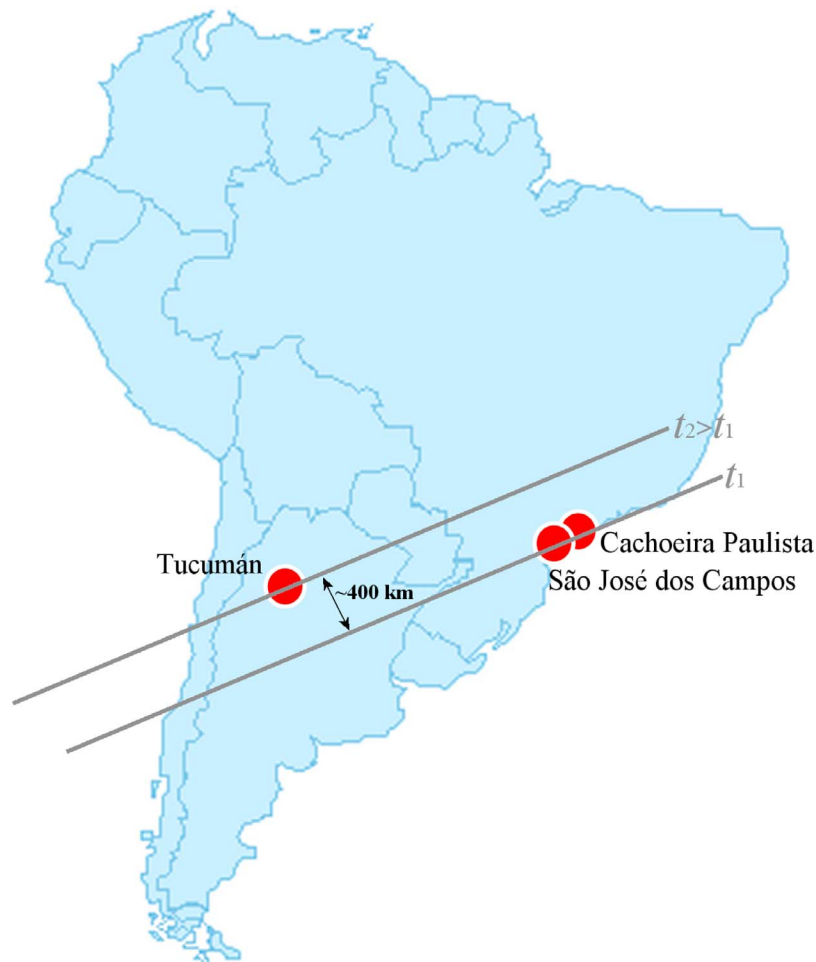 t₂>t₁
t₁
Cachoeira Paulista
Tucumán
São José dos Campos
~400 km